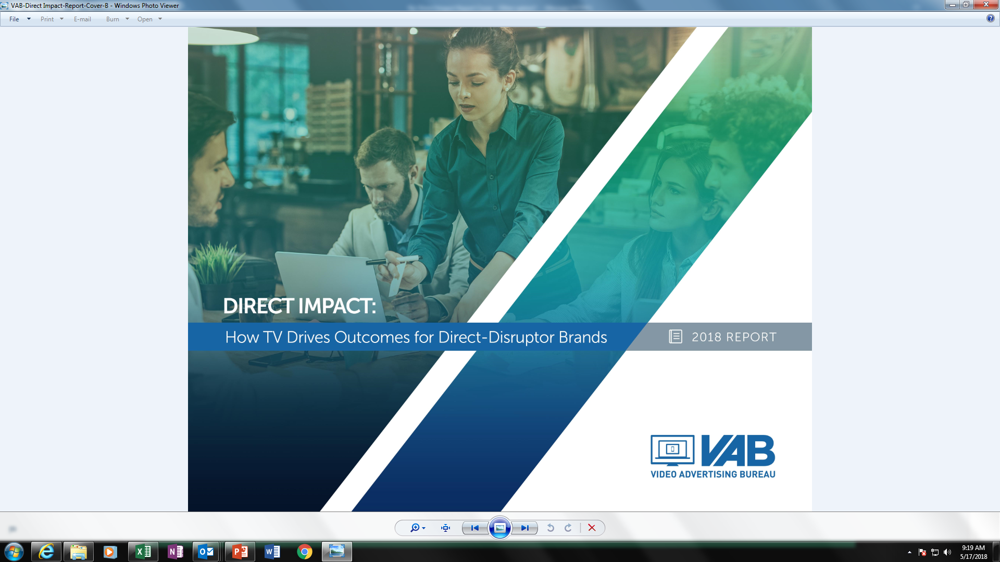 VAB-Direct Impact-Report-Cover-B - Windows Photo Viewer
File Print E-mail Burn Open
DIRECT IMPACT:
How TV Drives Outcomes for Direct-Disruptor Brands
2018 REPORT
VAB
VIDEO ADVERTISING BUREAU
9:19 AM
5/17/2018